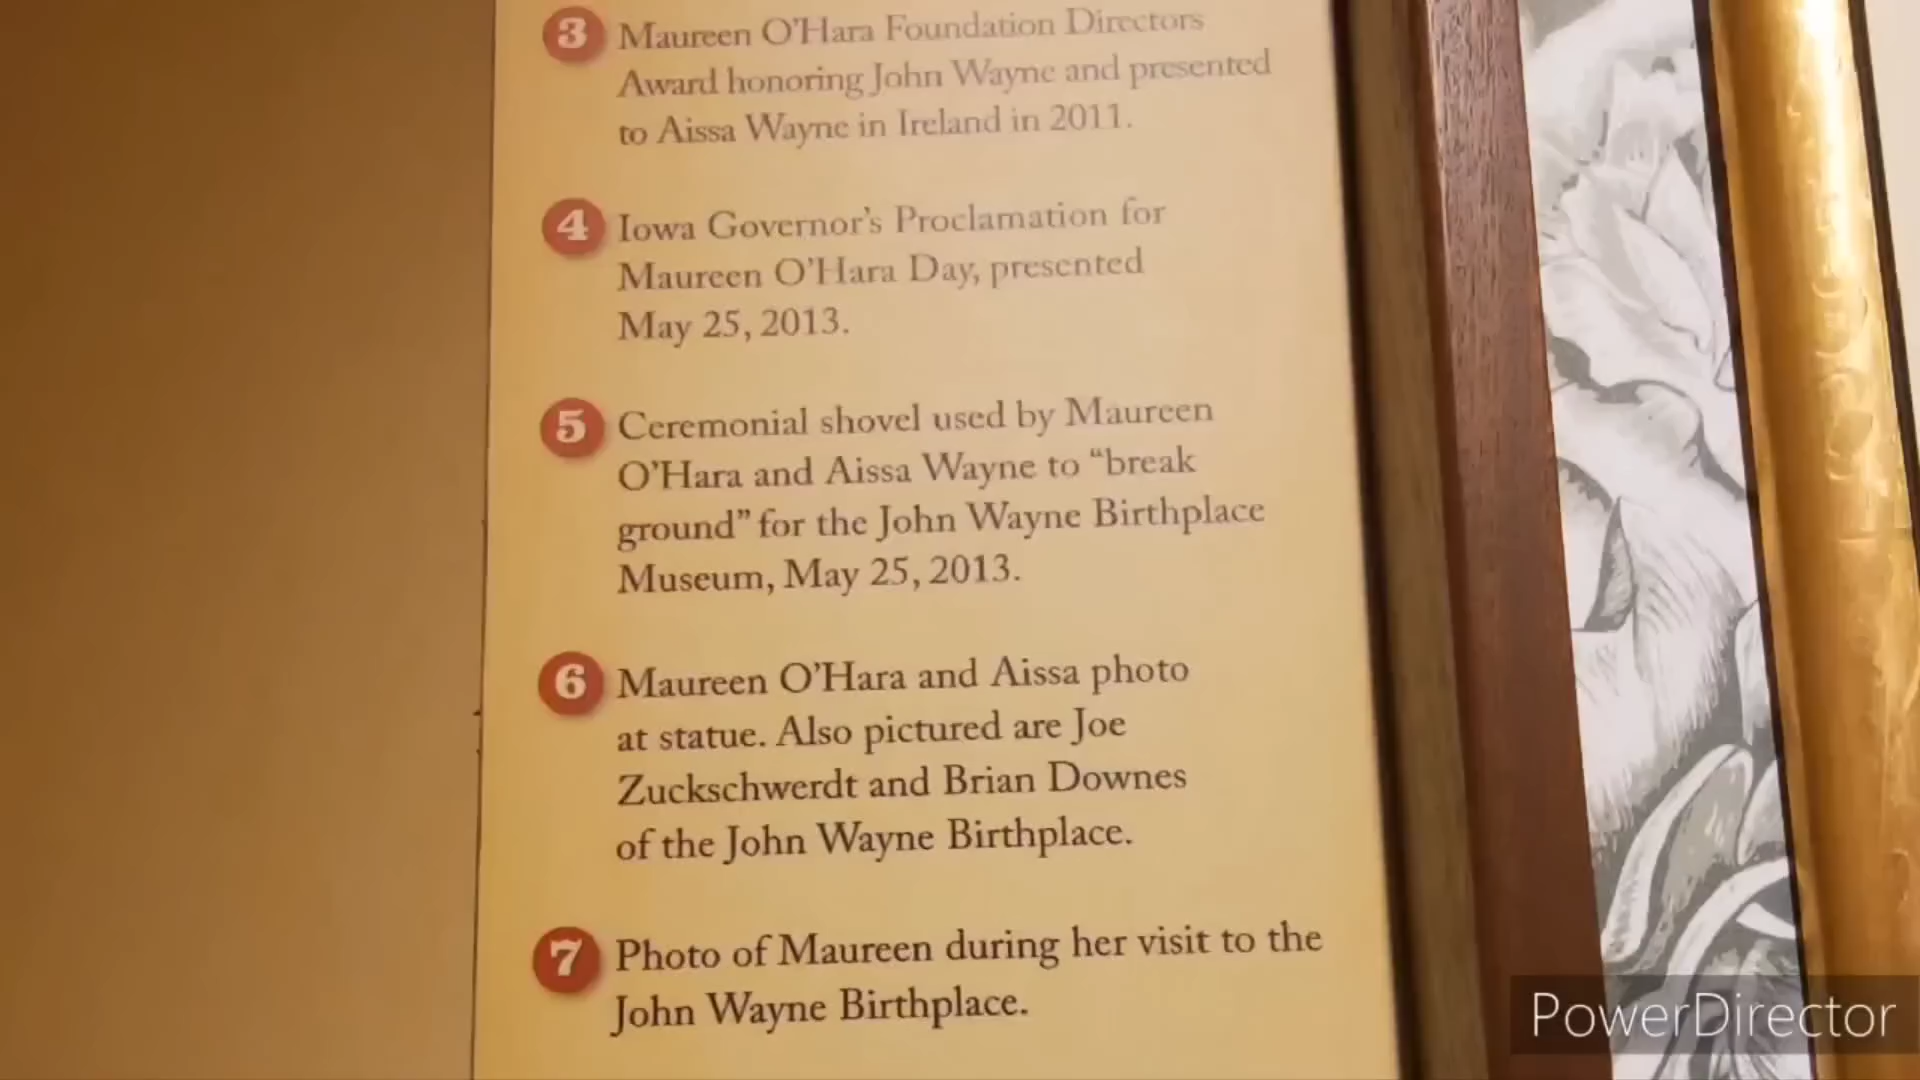 3 Maureen O'Hara Foundation Directors
Award honoring John Wayne and presented
to Aissa Wayne in Ireland in 2011.
4 Iowa Governor's Proclamation for
Maureen O'Hara Day, presented
May 25, 2013.
5 Ceremonial shovel used by Maureen
O'Hara and Aissa Wayne to “break
ground” for the John Wayne Birthplace
Museum, May 25, 2013.
6 Maureen O'Hara and Aissa photo
at statue. Also pictured are Joe
Zuckschwerdt and Brian Downes
of the John Wayne Birthplace.
7 Photo of Maureen during her visit to the
John Wayne Birthplace.
PowerDirector